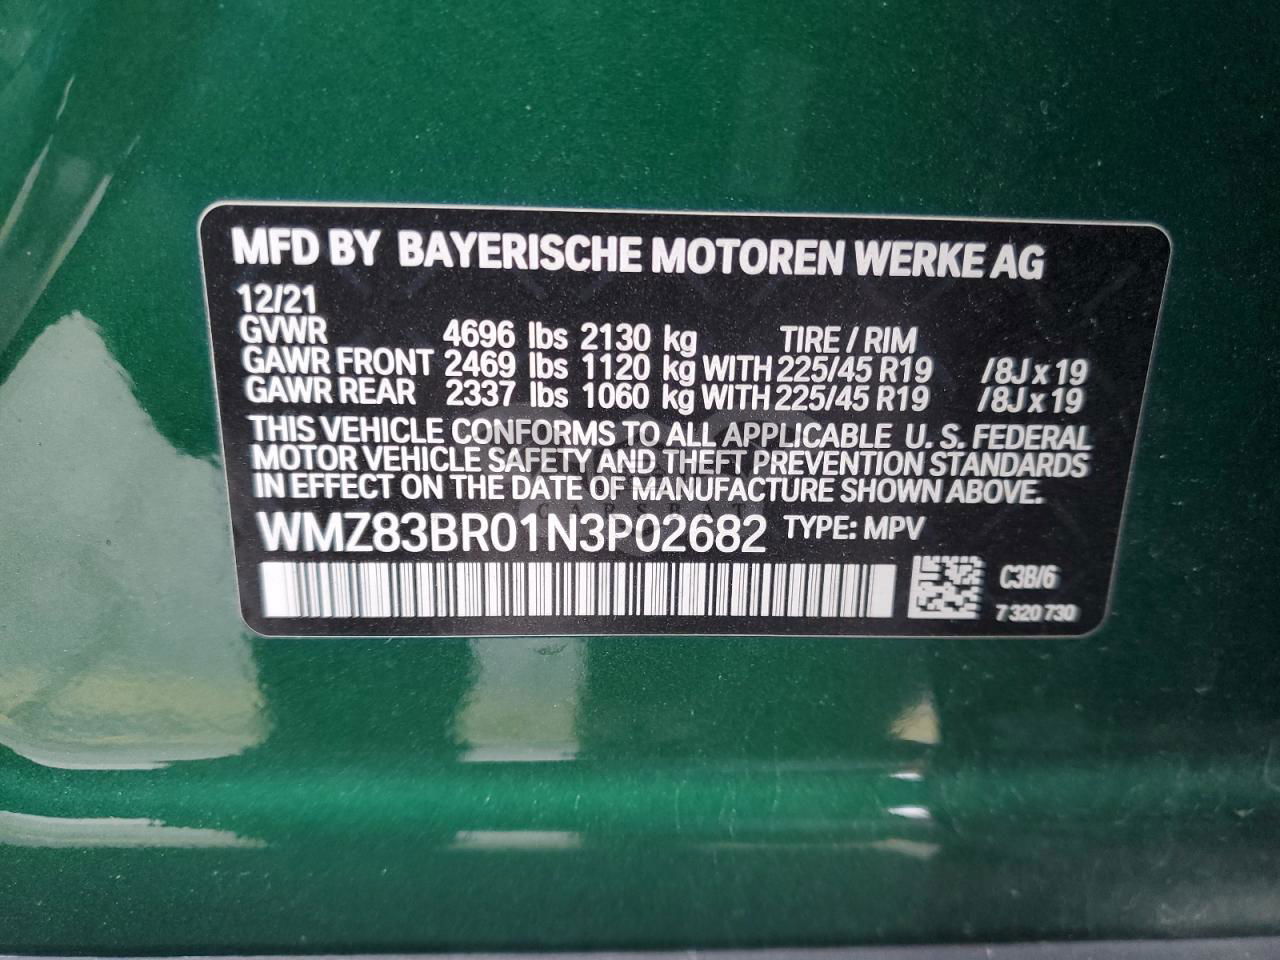 MFD BY BAYERISCHE MOTOREN WERKE AG
12/21
GVWR 4696 lbs 2130 kg TIRE / RIM
GAWR FRONT 2469 lbs 1120 kg WITH 225/45 R19 /8J x 19
GAWR REAR 2337 lbs 1060 kg WITH 225/45 R19 /8J x 19
THIS VEHICLE CONFORMS TO ALL APPLICABLE U. S. FEDERAL
MOTOR VEHICLE SAFETY AND THEFT PREVENTION STANDARDS
IN EFFECT ON THE DATE OF MANUFACTURE SHOWN ABOVE.
CARSBAT
WMZ83BR01N3P02682 TYPE: MPV
C3B/6
7 320 730